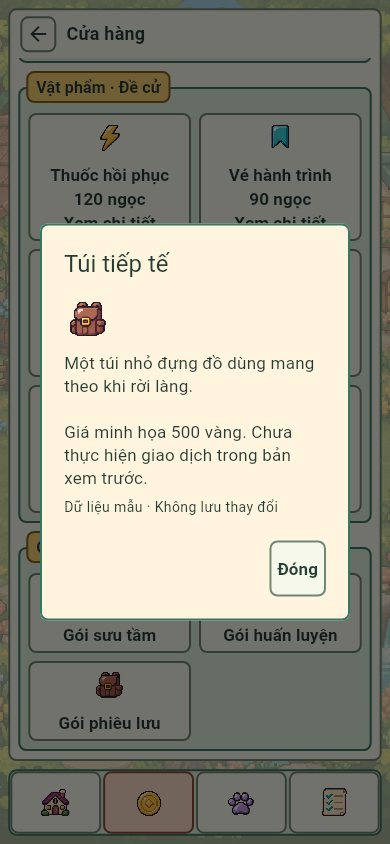 Cửa hàng
Vật phẩm · Đề cử
Thuốc hồi phục
120 ngọc
Xem chi tiết
Vé hành trình
90 ngọc
Xem chi tiết
Túi tiếp tế
Một túi nhỏ đựng đồ dùng mang
theo khi rời làng.
Giá minh họa 500 vàng. Chưa
thực hiện giao dịch trong bản
xem trước.
Dữ liệu mẫu · Không lưu thay đổi
Đóng
Gói sưu tầm
Gói huấn luyện
Gói phiêu lưu